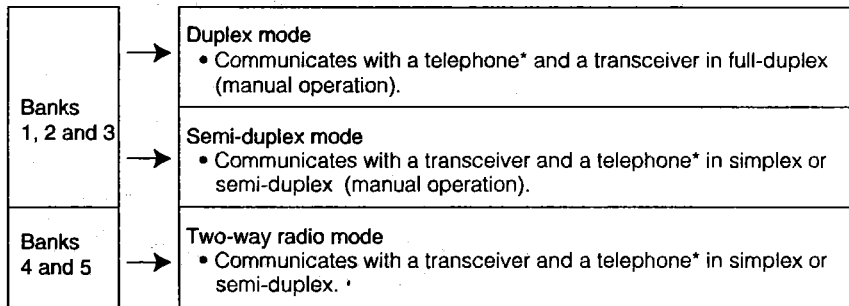 Banks
1, 2 and 3
Duplex mode
• Communicates with a telephone* and a transceiver in full-duplex
(manual operation).
Semi-duplex mode
• Communicates with a transceiver and a telephone* in simplex or
semi-duplex (manual operation).
Banks
4 and 5
Two-way radio mode
• Communicates with a transceiver and a telephone* in simplex or
semi-duplex.